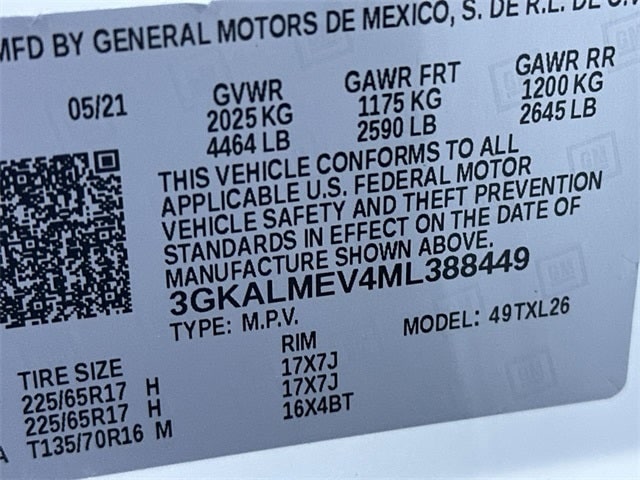 MFD BY GENERAL MOTORS DE MEXICO, S. DE R.L. DE C.V.
05/21 GVWR GAWR FRT GAWR RR
2025 KG 1175 KG 1200 KG
4464 LB 2590 LB 2645 LB
THIS VEHICLE CONFORMS TO ALL
APPLICABLE U.S. FEDERAL MOTOR
VEHICLE SAFETY AND THEFT PREVENTION
STANDARDS IN EFFECT ON THE DATE OF
MANUFACTURE SHOWN ABOVE.
3GKALMEV4ML388449
TYPE: M.P.V. MODEL: 49TXL26
TIRE SIZE RIM
225/65R17 H 17X7J
225/65R17 H 17X7J
T135/70R16 M 16X4BT
GM